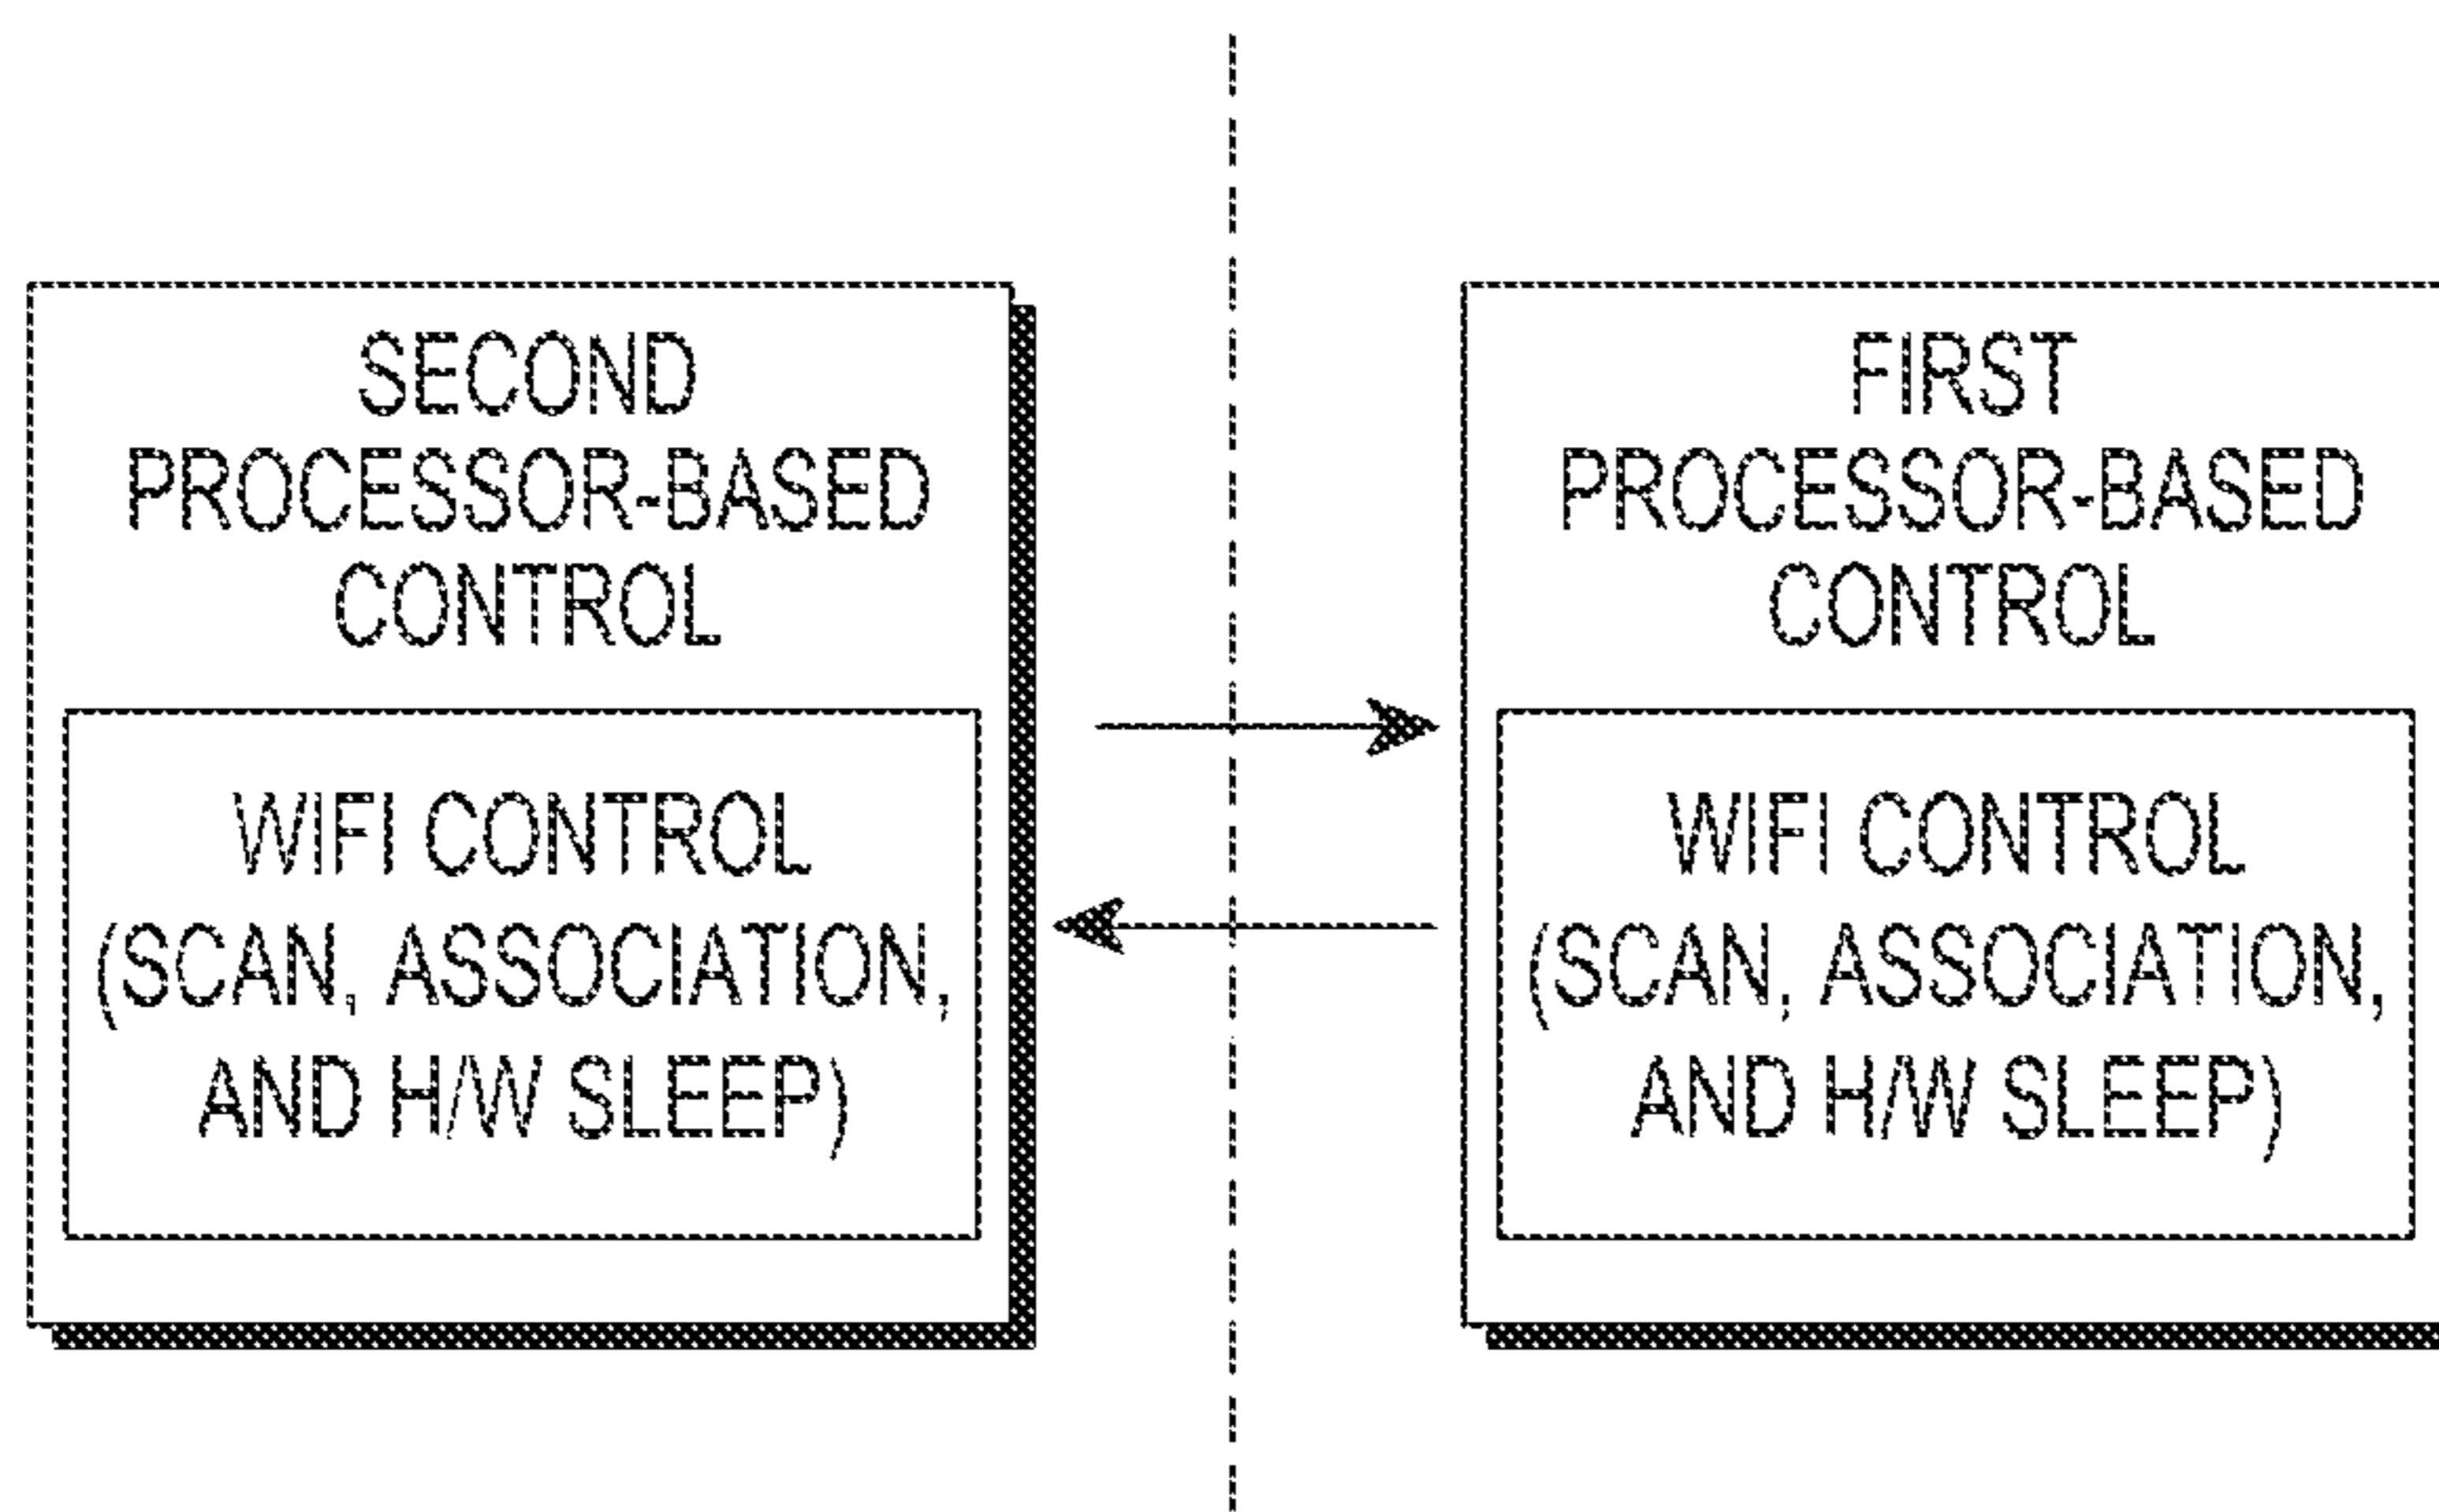 SECOND
PROCESSOR-BASED
CONTROL
WIFI CONTROL
(SCAN, ASSOCIATION,
AND H/W SLEEP)
FIRST
PROCESSOR-BASED
CONTROL
WIFI CONTROL
(SCAN, ASSOCIATION,
AND H/W SLEEP)